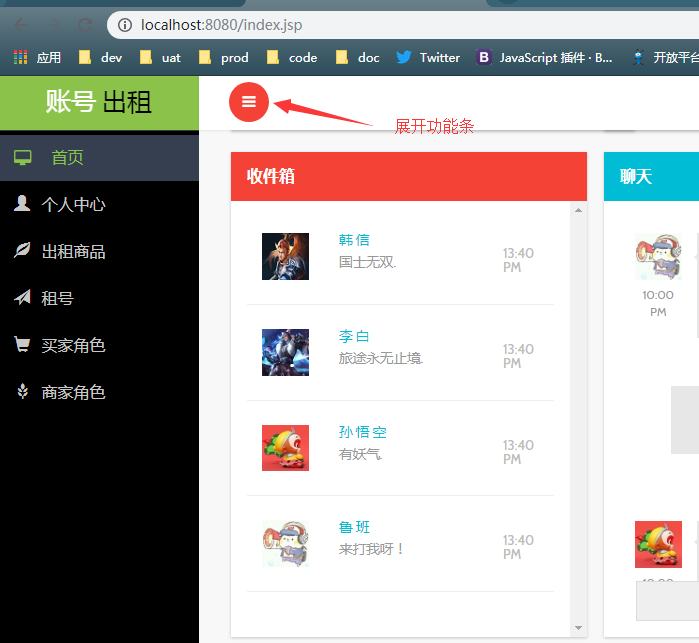 localhost:8080/index.jsp
应用 dev uat prod code doc Twitter B JavaScript 插件 · B... 开放平台
账号 出租
展开功能条
首页
收件箱
聊天
个人中心
出租商品
租号
买家角色
商家角色
韩信
国士无双.
13:40
PM
李白
旅途永无止境.
13:40
PM
孙悟空
有妖气.
13:40
PM
鲁班
来打我呀！
13:40
PM
10:00
PM